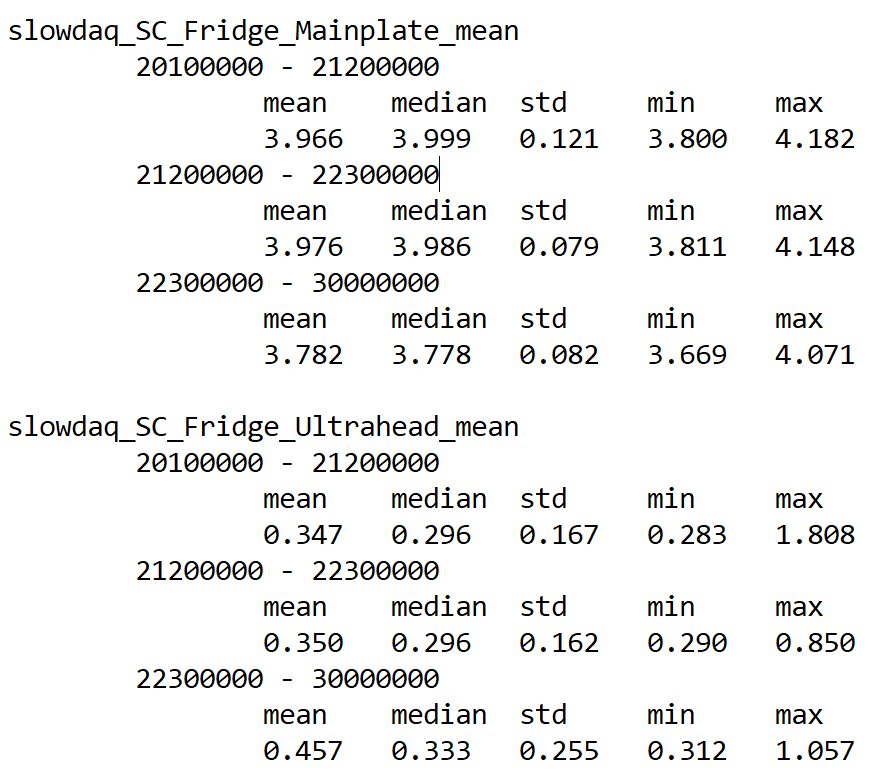 slowdaq_SC_Fridge_Mainplate_mean
20100000 - 21200000
mean median std min max
3.966 3.999 0.121 3.800 4.182
21200000 - 22300000
mean median std min max
3.976 3.986 0.079 3.811 4.148
22300000 - 30000000
mean median std min max
3.782 3.778 0.082 3.669 4.071
slowdaq_SC_Fridge_Ultrahead_mean
20100000 - 21200000
mean median std min max
0.347 0.296 0.167 0.283 1.808
21200000 - 22300000
mean median std min max
0.350 0.296 0.162 0.290 0.850
22300000 - 30000000
mean median std min max
0.457 0.333 0.255 0.312 1.057